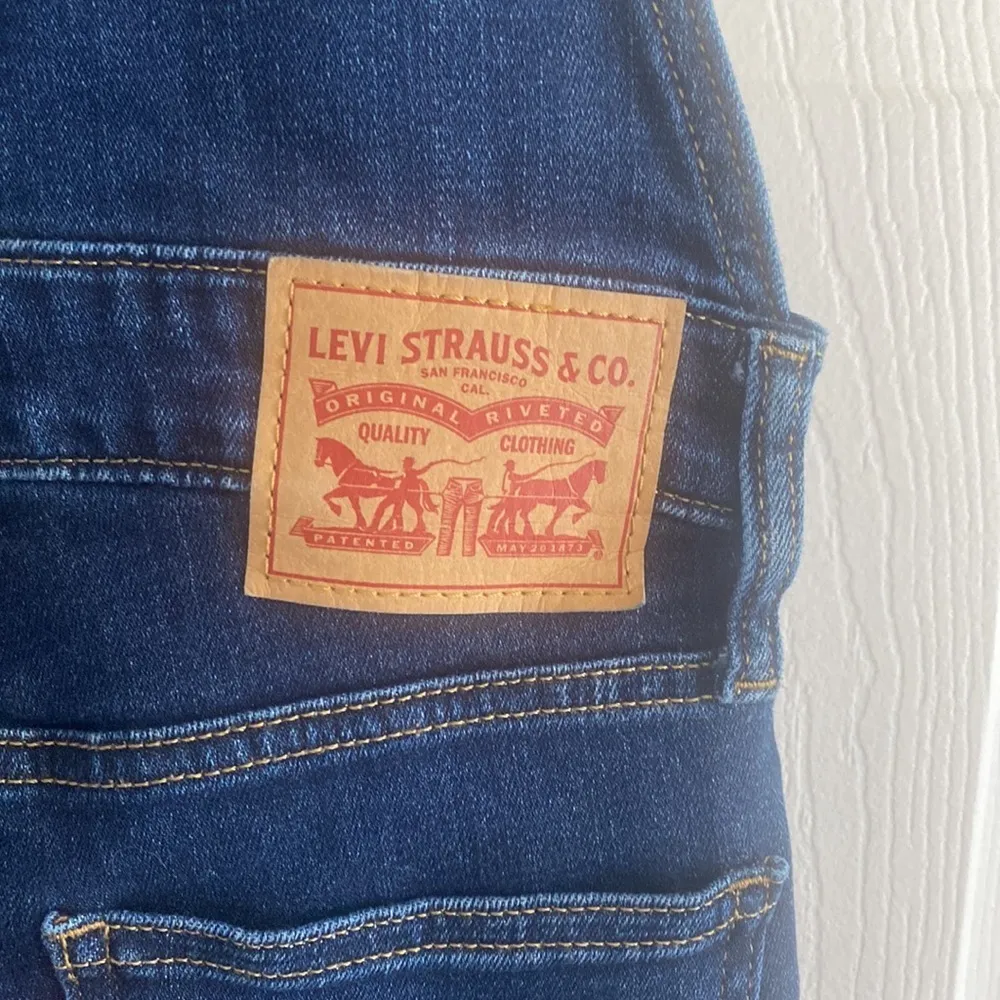 LEVI STRAUSS & CO.
SAN FRANCISCO
CAL.
ORIGINAL RIVETED
QUALITY CLOTHING
PATENTED MAY 20 1873
®